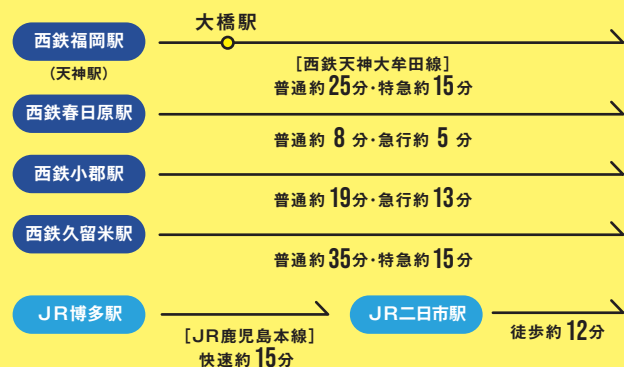 大橋駅
西鉄福岡駅
(天神駅)
[西鉄天神大牟田線]
普通約25分・特急約15分
西鉄春日原駅
普通約 8 分・急行約 5 分
西鉄小郡駅
普通約19分・急行約13分
西鉄久留米駅
普通約35分・特急約15分
JR博多駅
[JR鹿児島本線]
快速約15分
JR二日市駅
徒歩約12分